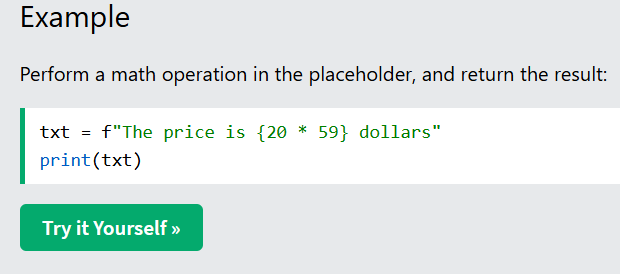 Example
Perform a math operation in the placeholder, and return the result:
txt = f"The price is {20 * 59} dollars"
print(txt)
Try it Yourself »